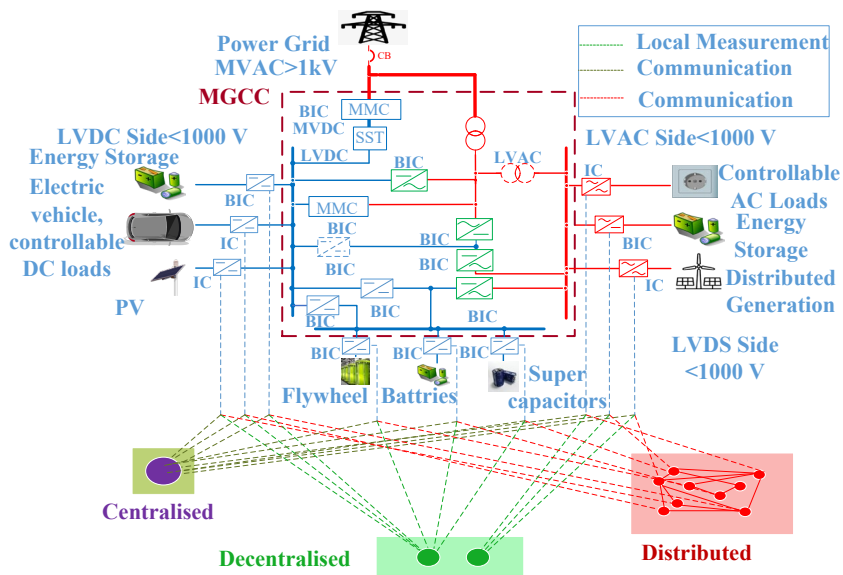 Power Grid
MVAC>1kV
CB
Local Measurement
Communication
Communication
MGCC
BIC
MMC
MVDC
SST
LVDC Side<1000 V
LVAC Side<1000 V
Energy Storage
LVDC
BIC
LVAC
IC
Controllable
AC Loads
Electric
vehicle,
controllable
DC loads
BIC
MMC
BIC
IC
BIC
BIC
Energy
Storage
BIC
BIC
IC
PV
BIC
Distributed
Generation
BIC
BIC
LVDS Side
<1000 V
BIC
BIC
BIC
Flywheel
Battries
Super
capacitors
Centralised
Decentralised
Distributed